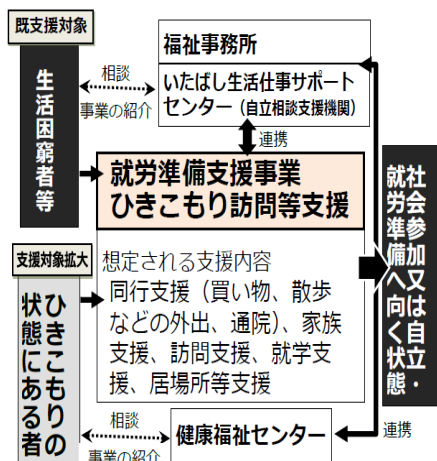 既支援対象
生活困窮者等
相談
事業の紹介
福祉事務所
いたばし生活仕事サポート
センター（自立相談支援機関）
連携
就労準備支援事業
ひきこもり訪問等支援
支援対象拡大
ひきこもりの
状態にある者
想定される支援内容
同行支援（買い物、散歩
などの外出、通院）、家族
支援、訪問支援、就学支
援、居場所等支援
社会参加又は自立・
就労準備へ向く状態
相談
事業の紹介
健康福祉センター
連携